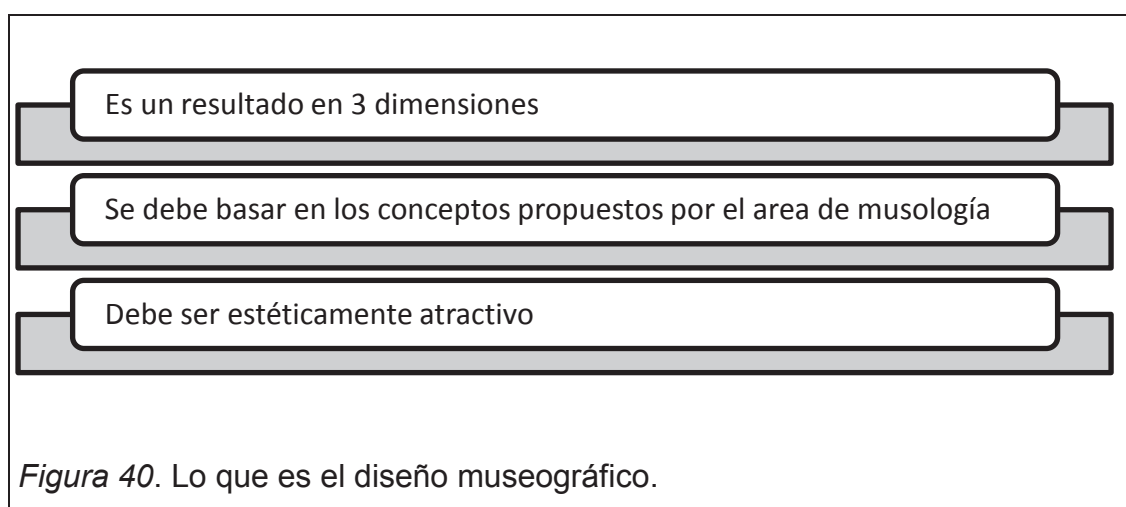 Es un resultado en 3 dimensiones
Se debe basar en los conceptos propuestos por el area de musología
Debe ser estéticamente atractivo
Figura 40. Lo que es el diseño museográfico.